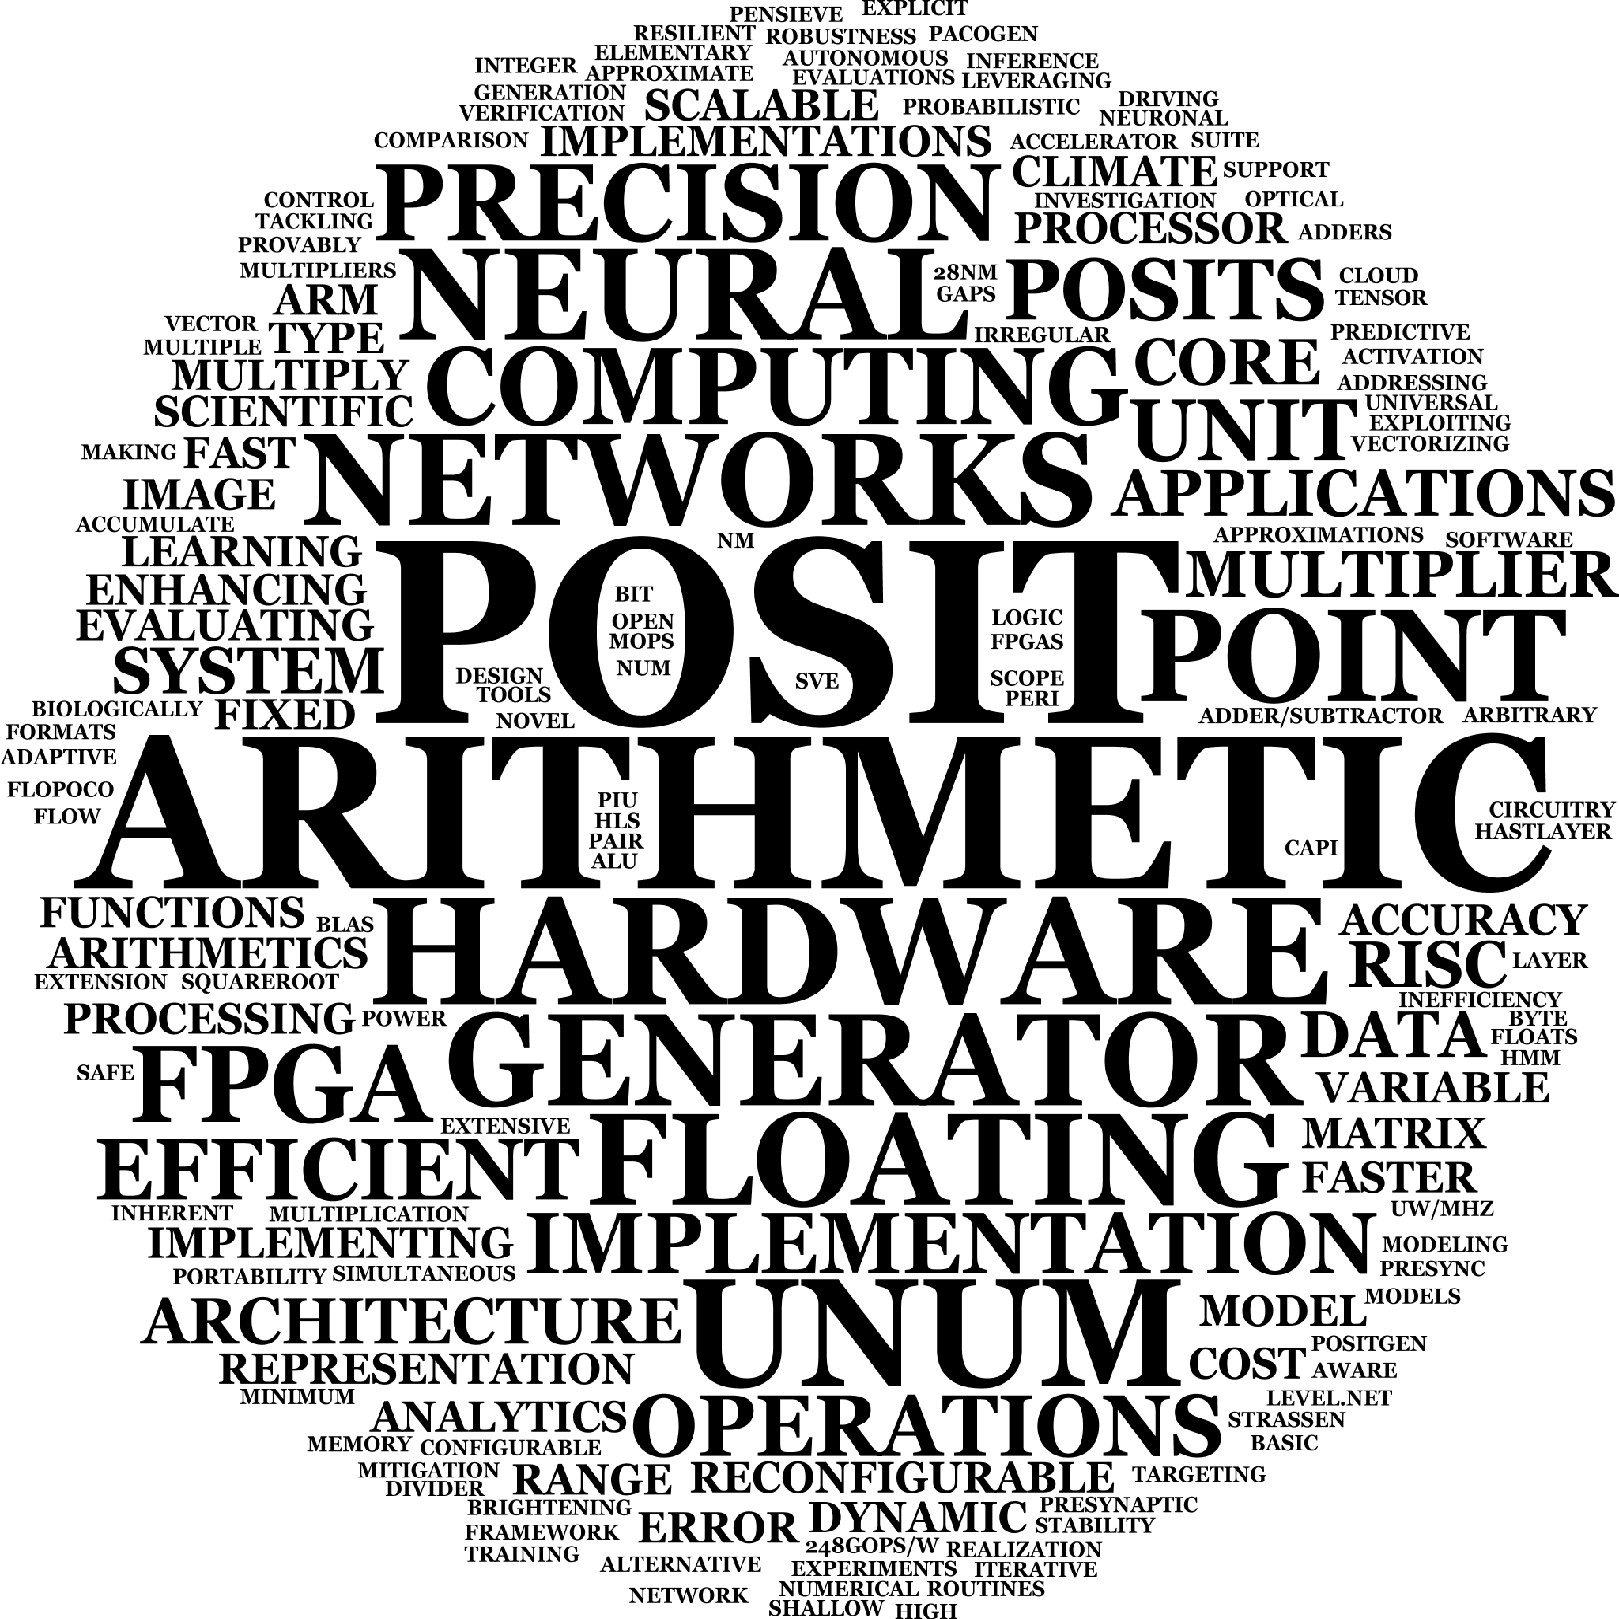 PENSIEVE EXPLICIT
RESILIENT ROBUSTNESS PACOGEN
ELEMENTARY AUTONOMOUS INFERENCE
INTEGER APPROXIMATE EVALUATIONS LEVERAGING
GENERATION SCALABLE PROBABILISTIC DRIVING
VERIFICATION NEURONAL
COMPARISON IMPLEMENTATIONS ACCELERATOR SUITE
PRECISION CLIMATE SUPPORT
CONTROL INVESTIGATION OPTICAL
TACKLING PROCESSOR ADDERS
PROVABLY
MULTIPLIERS NEURAL 28NM POSITS CLOUD
ARM GAPS TENSOR
VECTOR TYPE IRREGULAR PREDICTIVE
MULTIPLE CORE ACTIVATION
MULTIPLY COMPUTING ADDRESSING
SCIENTIFIC UNIT UNIVERSAL
EXPLOITING
MAKING FAST NETWORKS VECTORIZING
IMAGE APPLICATIONS
ACCUMULATE NM APPROXIMATIONS SOFTWARE
LEARNING MULTIPLIER
ENHANCING POSIT BIT
EVALUATING OPEN LOGIC POINT
MOPS FPGAS
SYSTEM DESIGN NUM SVE SCOPE
TOOLS PERI
BIOLOGICALLY FIXED NOVEL ADDER/SUBTRACTOR ARBITRARY
FORMATS
ADAPTIVE
FLOPOCO ARITHMETIC PIU CIRCUITRY
FLOW HLS HASTLAYER
PAIR CAPI
ALU
FUNCTIONS BLAS HARDWARE ACCURACY
ARITHMETICS RISC LAYER
EXTENSION SQUAREROOT
INEFFICIENCY
PROCESSING POWER GENERATOR DATA BYTE
FLOATS
SAFE FPGA HMM
VARIABLE
EXTENSIVE FLOATING MATRIX
EFFICIENT FASTER
INHERENT MULTIPLICATION UW/MHZ
IMPLEMENTING IMPLEMENTATION MODELING
PORTABILITY SIMULTANEOUS PRESYNC
ARCHITECTURE UNUM MODEL MODELS
REPRESENTATION COST POSITGEN
AWARE
MINIMUM LEVEL.NET
ANALYTICS OPERATIONS STRASSEN
MEMORY CONFIGURABLE BASIC
MITIGATION RANGE RECONFIGURABLE TARGETING
DIVIDER
BRIGHTENING ERROR DYNAMIC PRESYNAPTIC
FRAMEWORK STABILITY
TRAINING 248GOPS/W REALIZATION
ALTERNATIVE EXPERIMENTS ITERATIVE
NETWORK NUMERICAL ROUTINES
SHALLOW HIGH